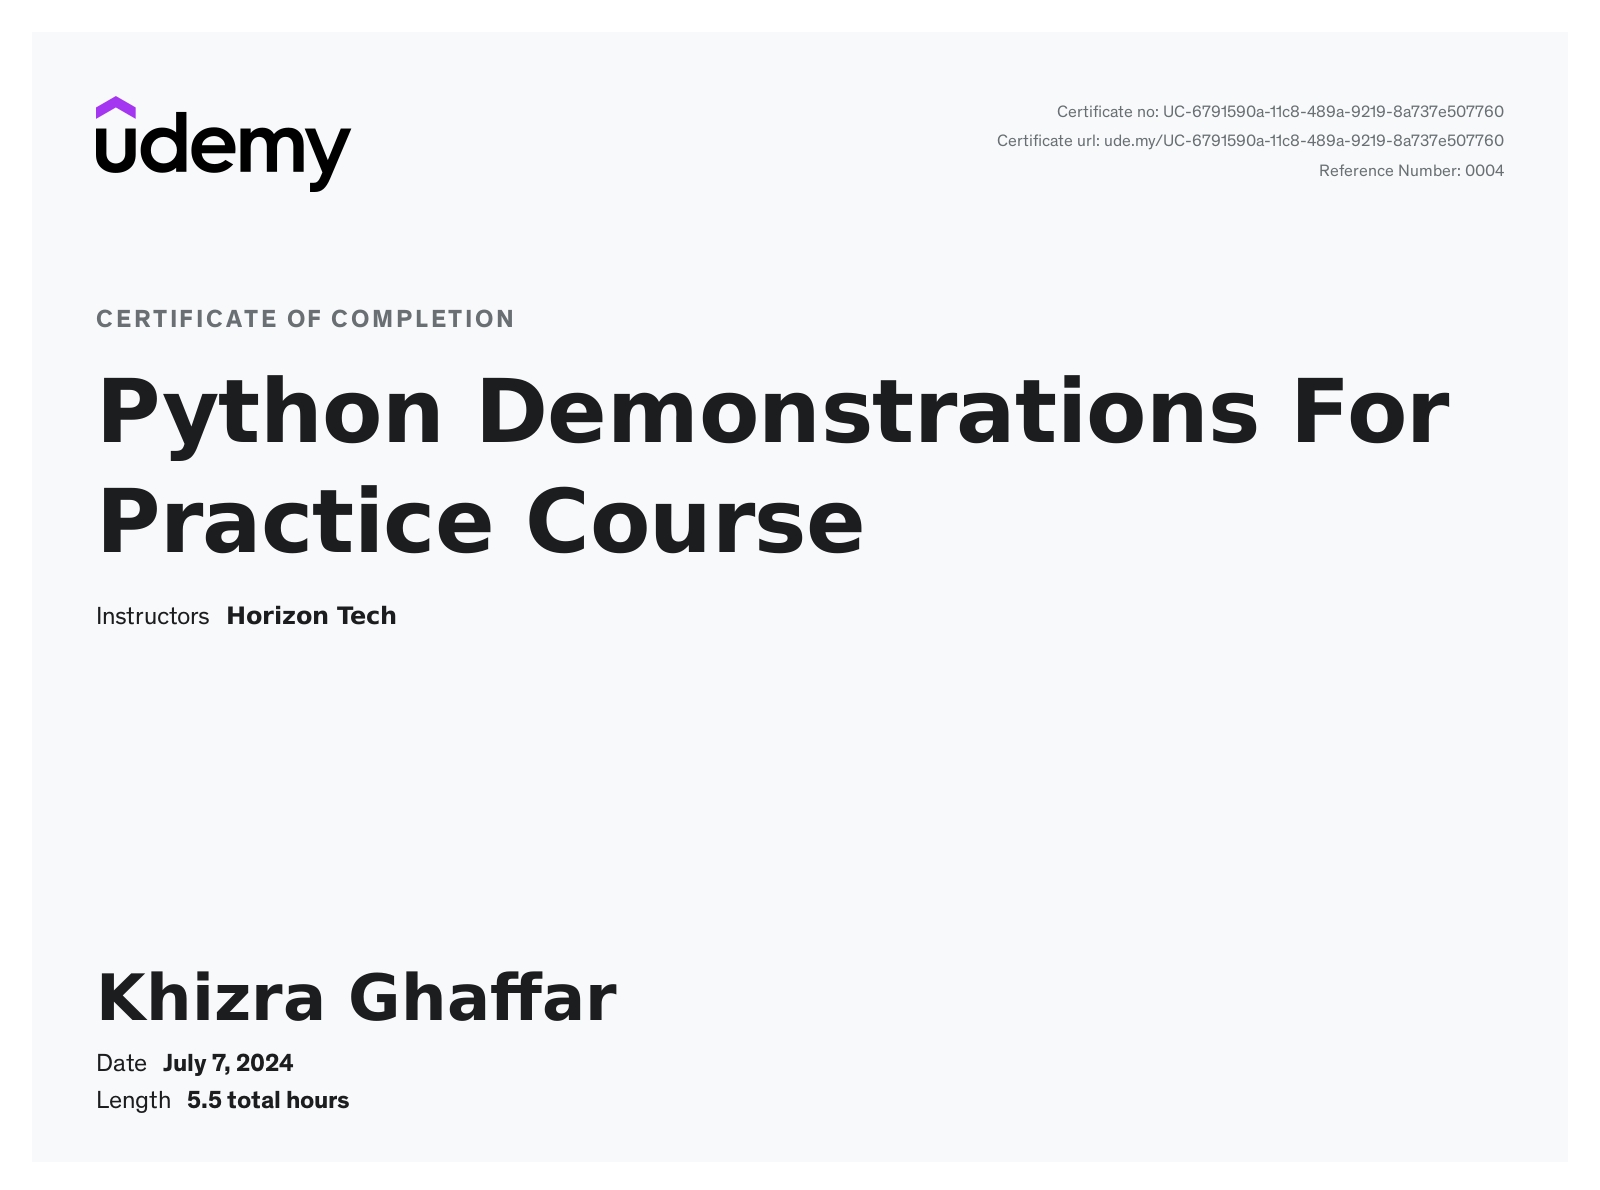 udemy
Certificate no: UC-6791590a-11c8-489a-9219-8a737e507760
Certificate url: ude.my/UC-6791590a-11c8-489a-9219-8a737e507760
Reference Number: 0004
CERTIFICATE OF COMPLETION
Python Demonstrations For
Practice Course
Instructors Horizon Tech
Khizra Ghaffar
Date July 7, 2024
Length 5.5 total hours